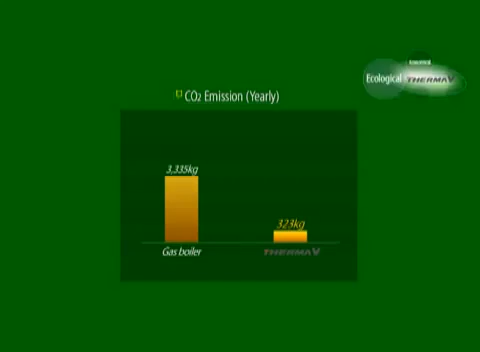 Ecological THERMA V
CO2 Emission (Yearly)
3,335kg
323kg
Gas boiler
THERMA V